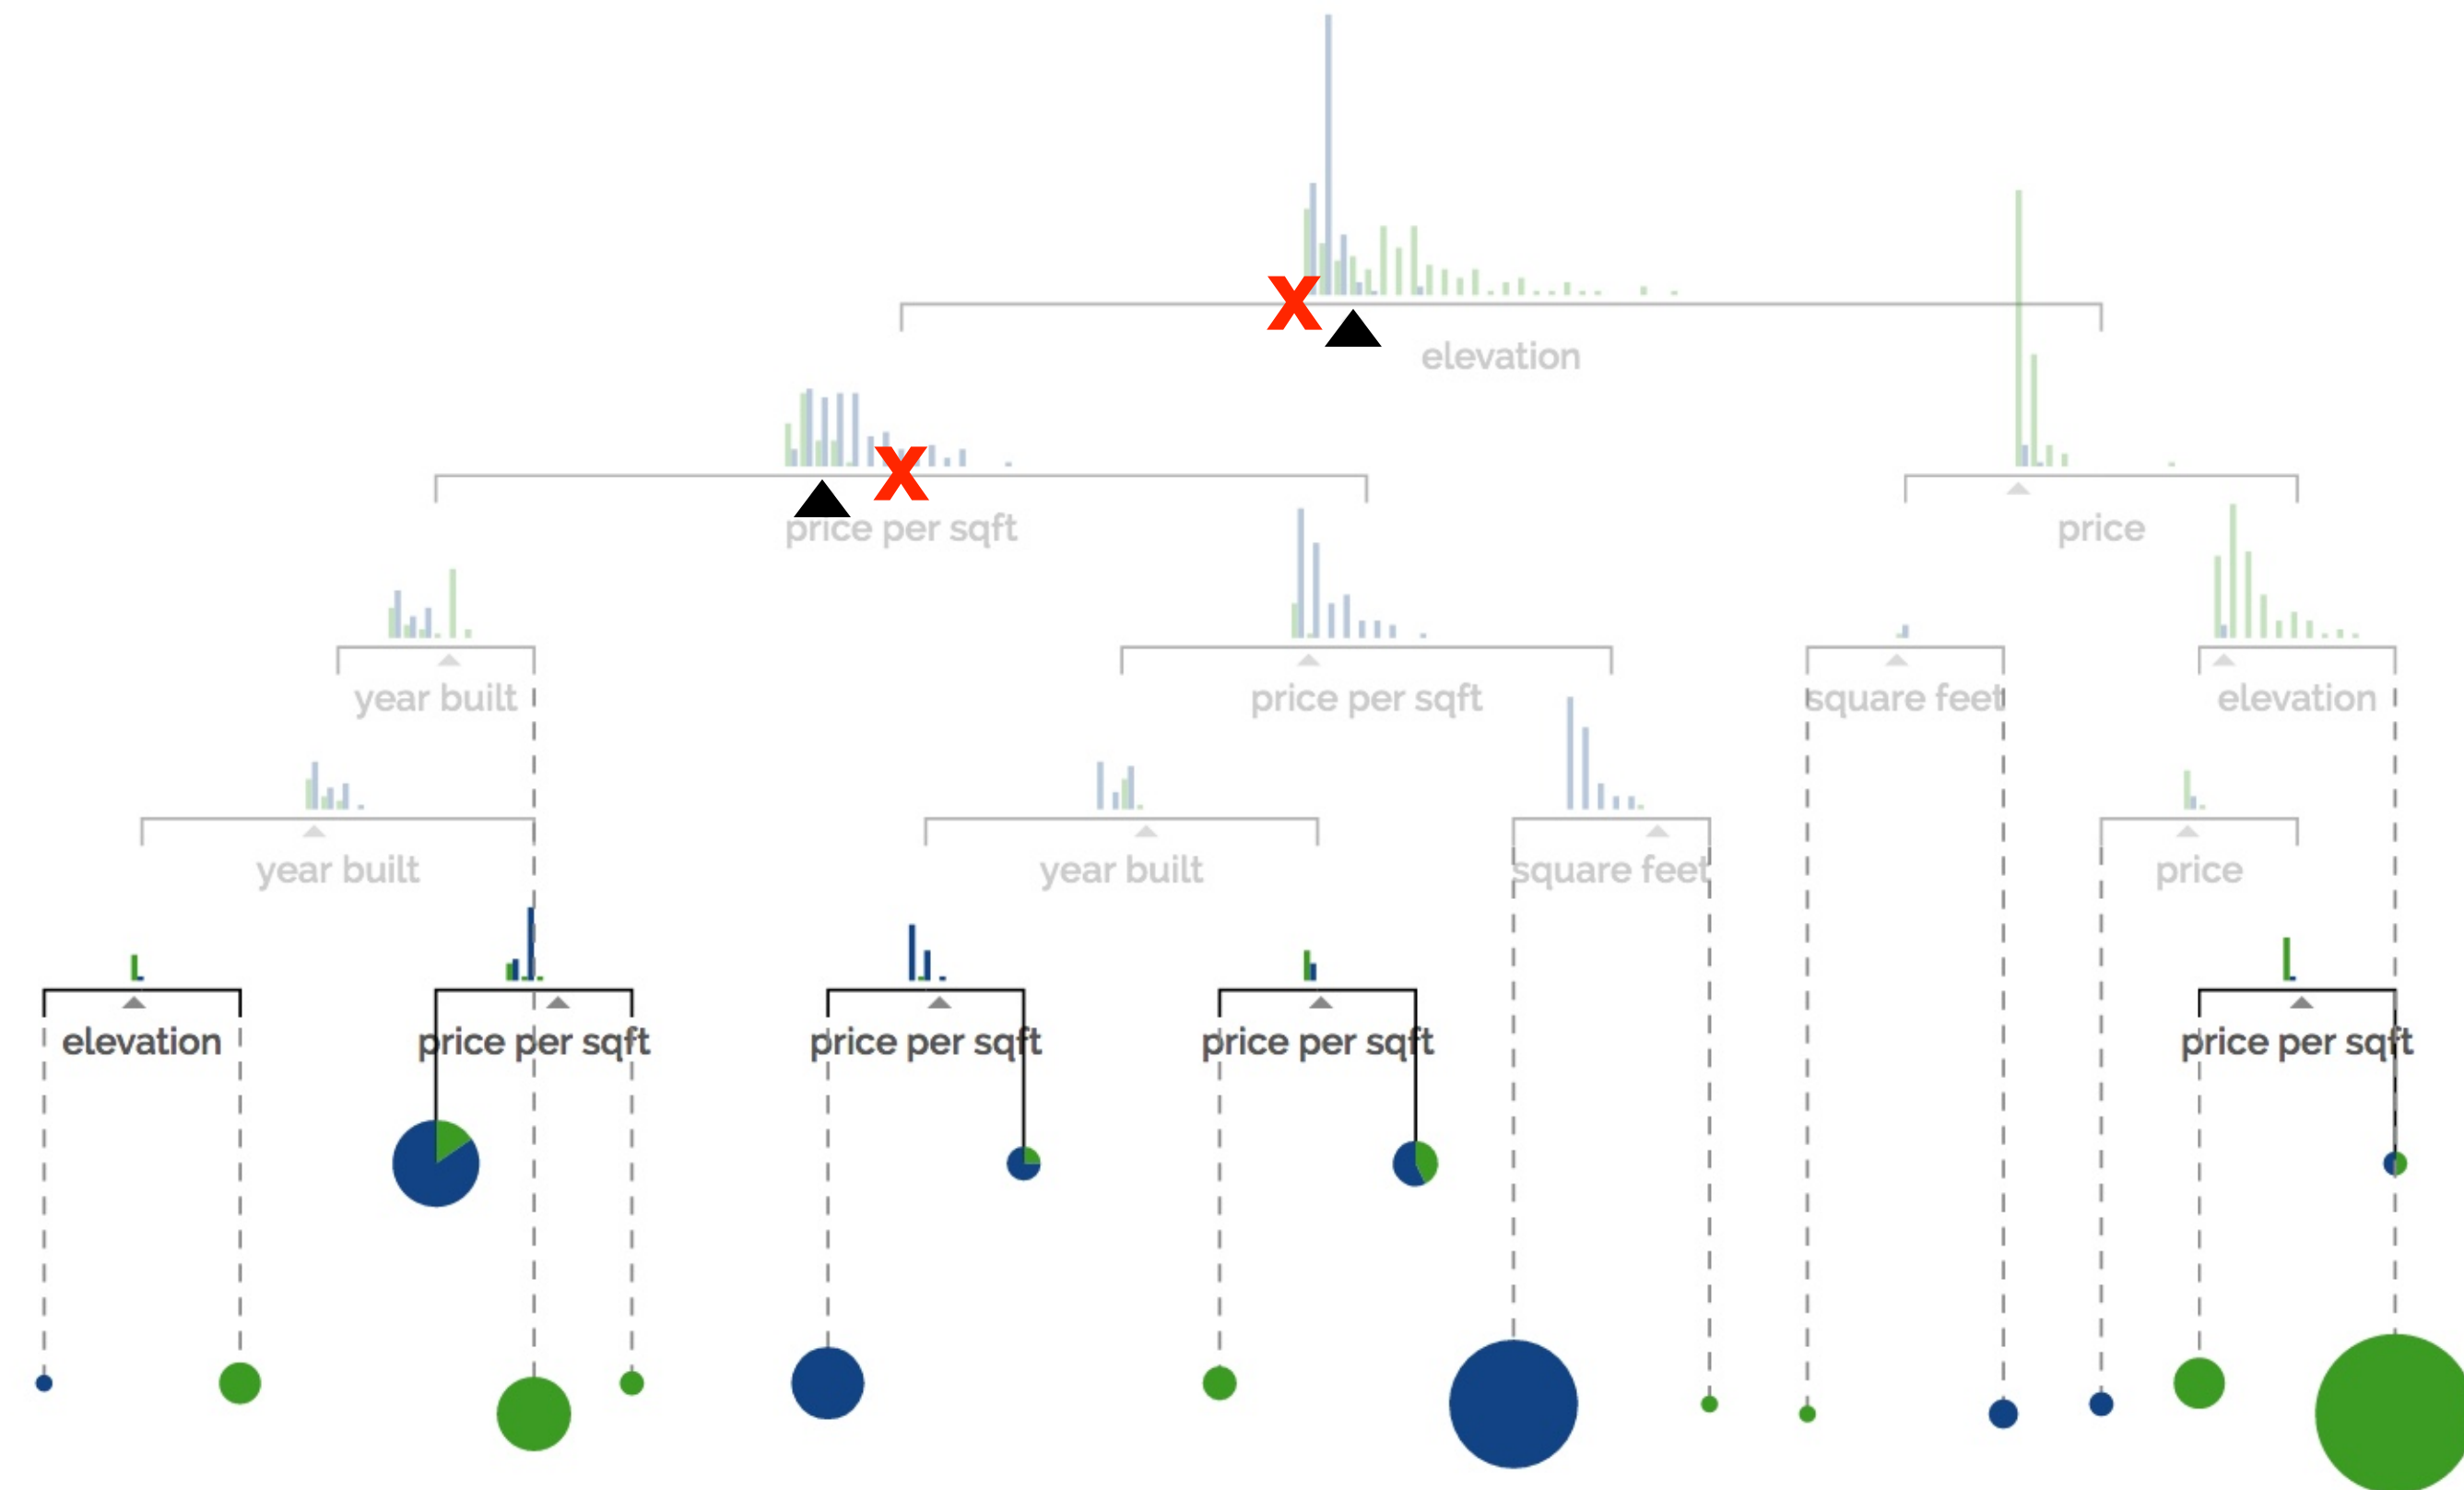 X
elevation
X
price per sqft
price
year built
price per sqft
square feet
elevation
year built
year built
square feet
price
elevation
price per sqft
price per sqft
price per sqft
price per sqft